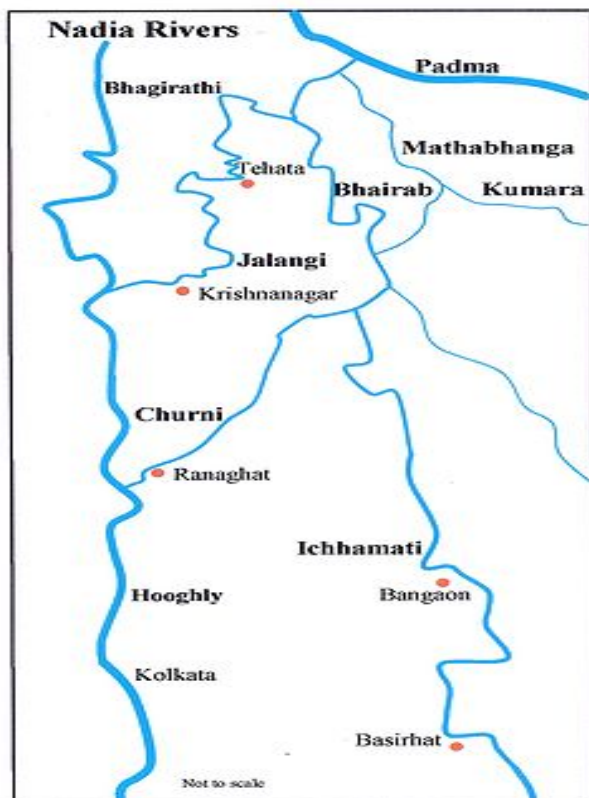 Nadia Rivers
Padma
Bhagirathi
Mathabhanga
Tehata
Bhairab
Kumara
Jalangi
Krishnanagar
Churni
Ranaghat
Ichhamati
Hooghly
Bangaon
Kolkata
Basirhat
Not to scale